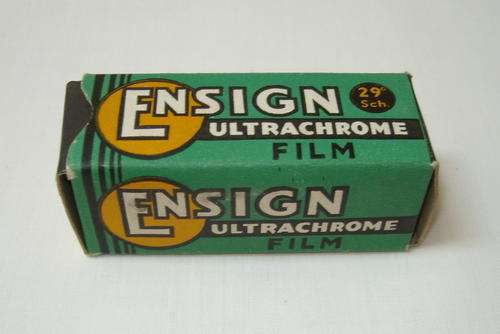 ENSIGN
29° Sch.
ULTRACHROME
FILM
ENSIGN
ULTRACHROME
FILM